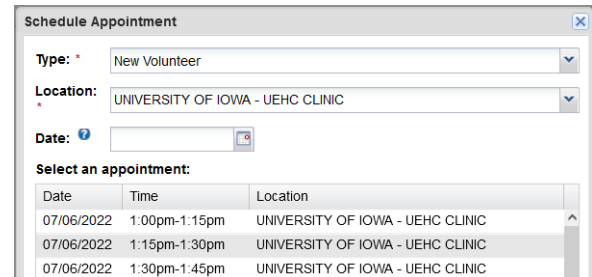 Schedule Appointment
Type: * New Volunteer
Location: * UNIVERSITY OF IOWA - UEHC CLINIC
Date:
Select an appointment:
Date Time Location
07/06/2022 1:00pm-1:15pm UNIVERSITY OF IOWA - UEHC CLINIC
07/06/2022 1:15pm-1:30pm UNIVERSITY OF IOWA - UEHC CLINIC
07/06/2022 1:30pm-1:45pm UNIVERSITY OF IOWA - UEHC CLINIC